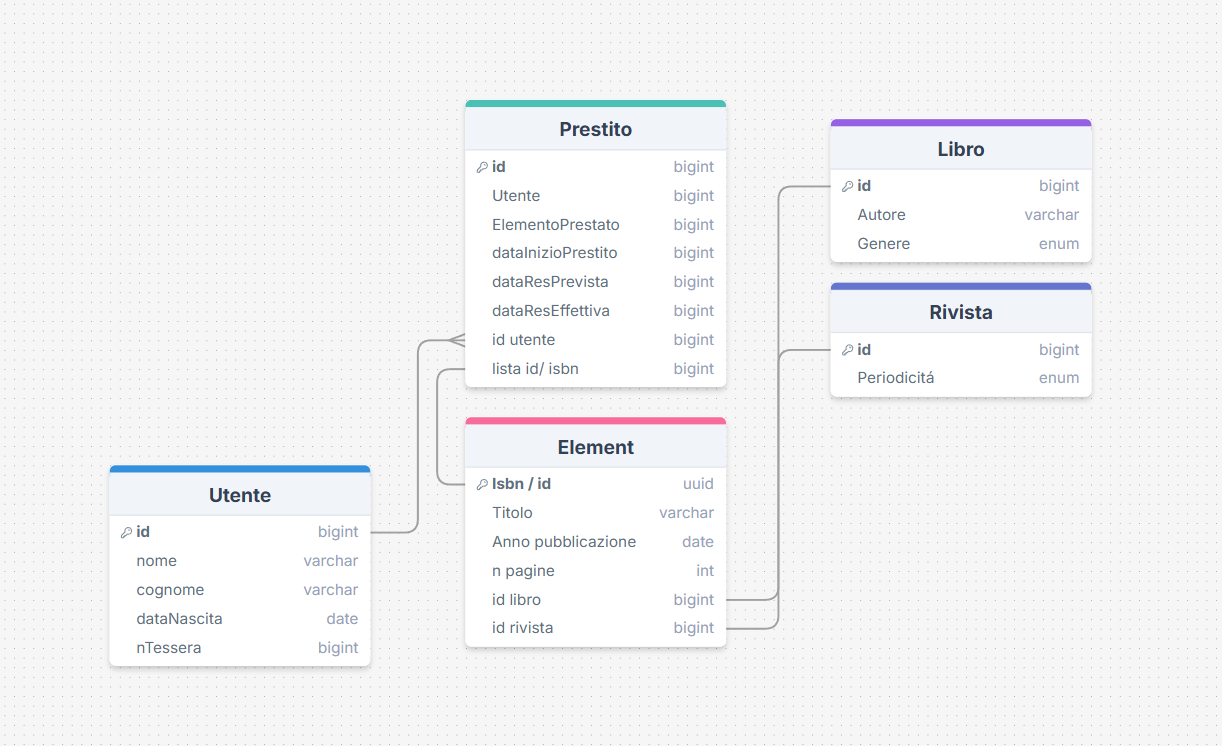 Prestito
id bigint
Utente bigint
ElementoPrestato bigint
dataInizioPrestito bigint
dataResPrevista bigint
dataResEffettiva bigint
id utente bigint
lista id/ isbn bigint
Libro
id bigint
Autore varchar
Genere enum
Rivista
id bigint
Periodicitá enum
Element
Isbn / id uuid
Titolo varchar
Anno pubblicazione date
n pagine int
id libro bigint
id rivista bigint
Utente
id bigint
nome varchar
cognome varchar
dataNascita date
nTessera bigint